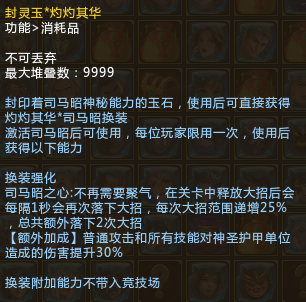 封灵玉*灼灼其华
功能>消耗品
不可丢弃
最大堆叠数：9999
封印着司马昭神秘能力的玉石，使用后可直接获得
灼灼其华*司马昭换装
激活司马昭后可使用，每位玩家限用一次，使用后
获得以下能力
换装强化
司马昭之心:不再需要聚气，在关卡中释放大招后会
每隔1秒会再次落下大招，每次大招范围递增25%
，总共额外落下2次大招
【额外加成】普通攻击和所有技能对神圣护甲单位
造成的伤害提升30%
换装附加能力不带入竞技场